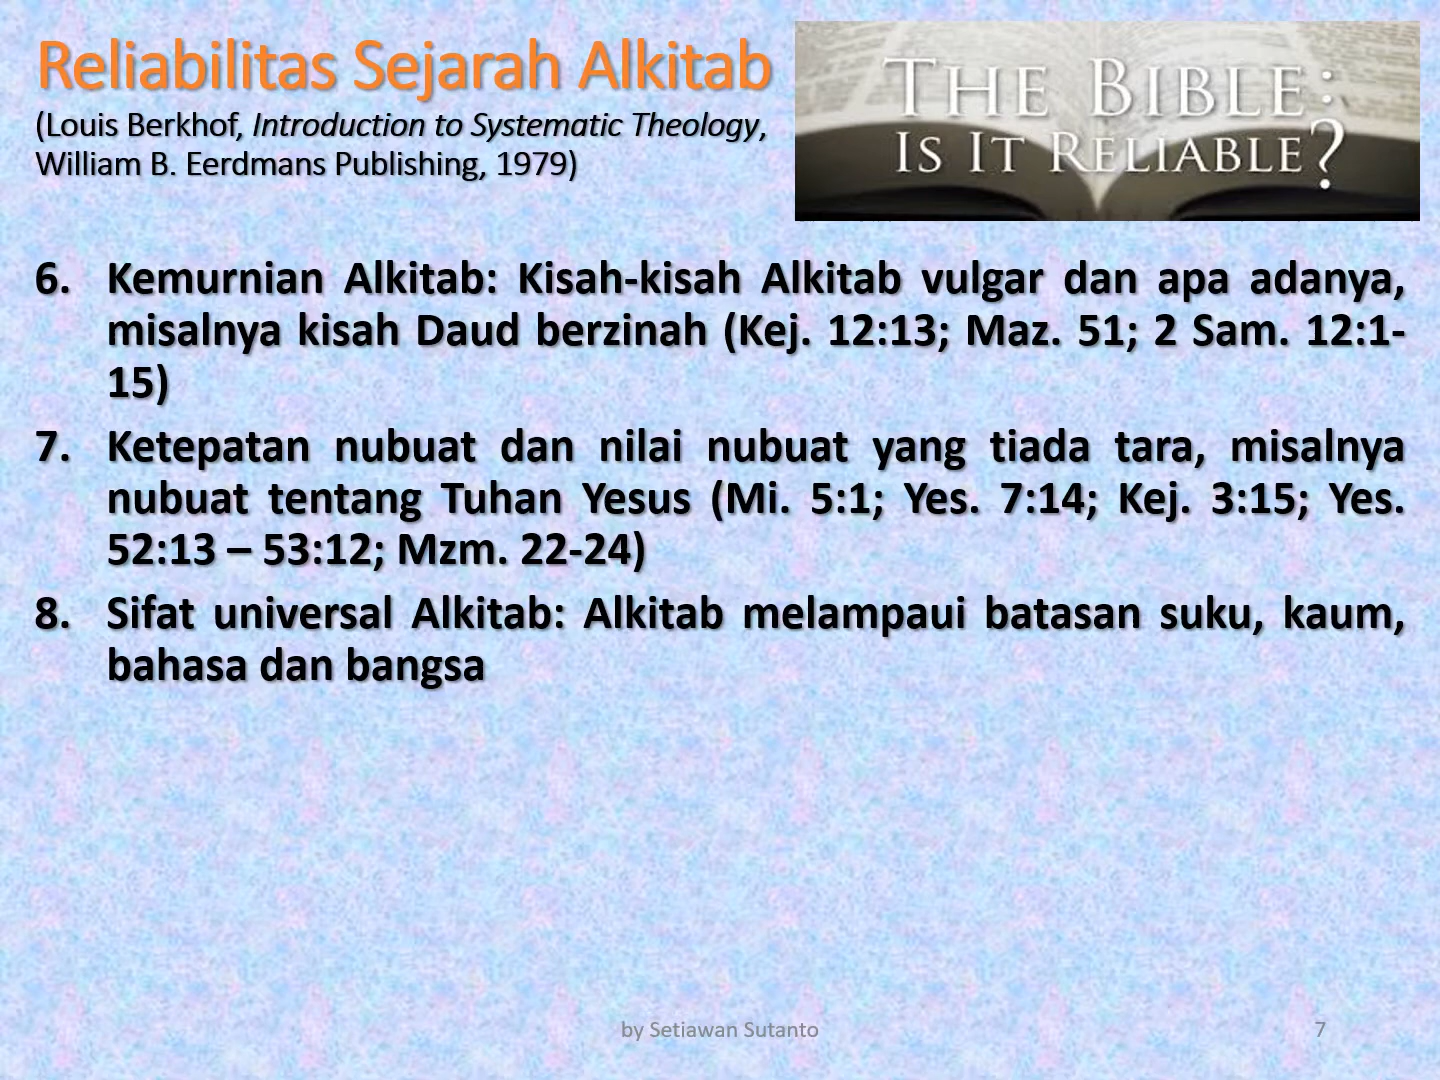 Reliabilitas Sejarah Alkitab
(Louis Berkhof, Introduction to Systematic Theology,
William B. Eerdmans Publishing, 1979)
THE BIBLE:
IS IT RELIABLE?
6. Kemurnian Alkitab: Kisah-kisah Alkitab vulgar dan apa adanya,
misalnya kisah Daud berzinah (Kej. 12:13; Maz. 51; 2 Sam. 12:1-
15)
7. Ketepatan nubuat dan nilai nubuat yang tiada tara, misalnya
nubuat tentang Tuhan Yesus (Mi. 5:1; Yes. 7:14; Kej. 3:15; Yes.
52:13 – 53:12; Mzm. 22-24)
8. Sifat universal Alkitab: Alkitab melampaui batasan suku, kaum,
bahasa dan bangsa
by Setiawan Sutanto
7